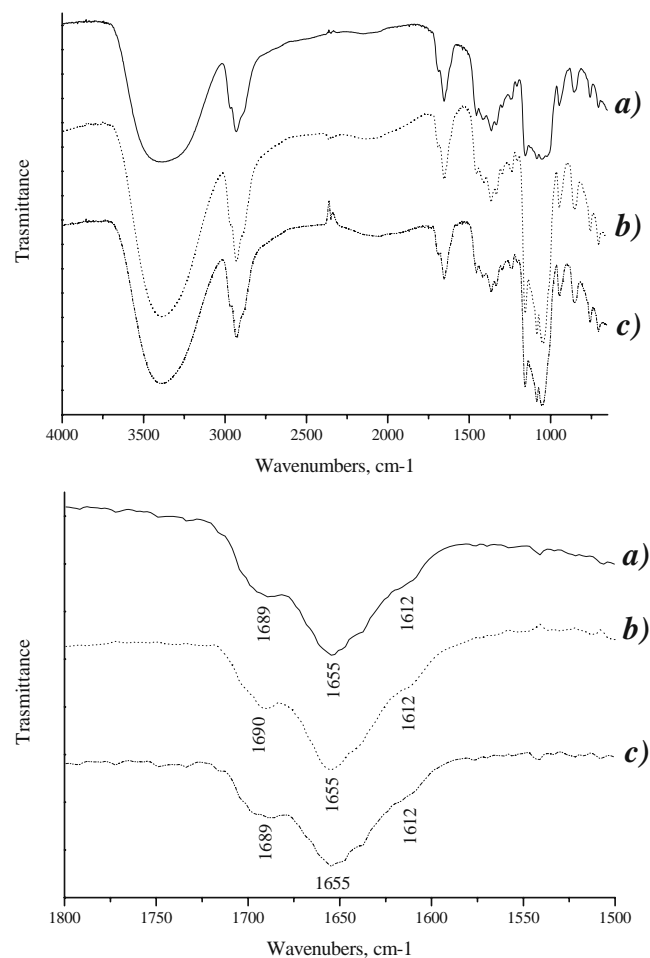 Trasmittance
a)
b)
c)
4000 3500 3000 2500 2000 1500 1000
Wavenumbers, cm-1
Trasmittance
a)
1689 1655 1612
b)
1690 1655 1612
c)
1689 1655 1612
1800 1750 1700 1650 1600 1550 1500
Wavenubers, cm-1